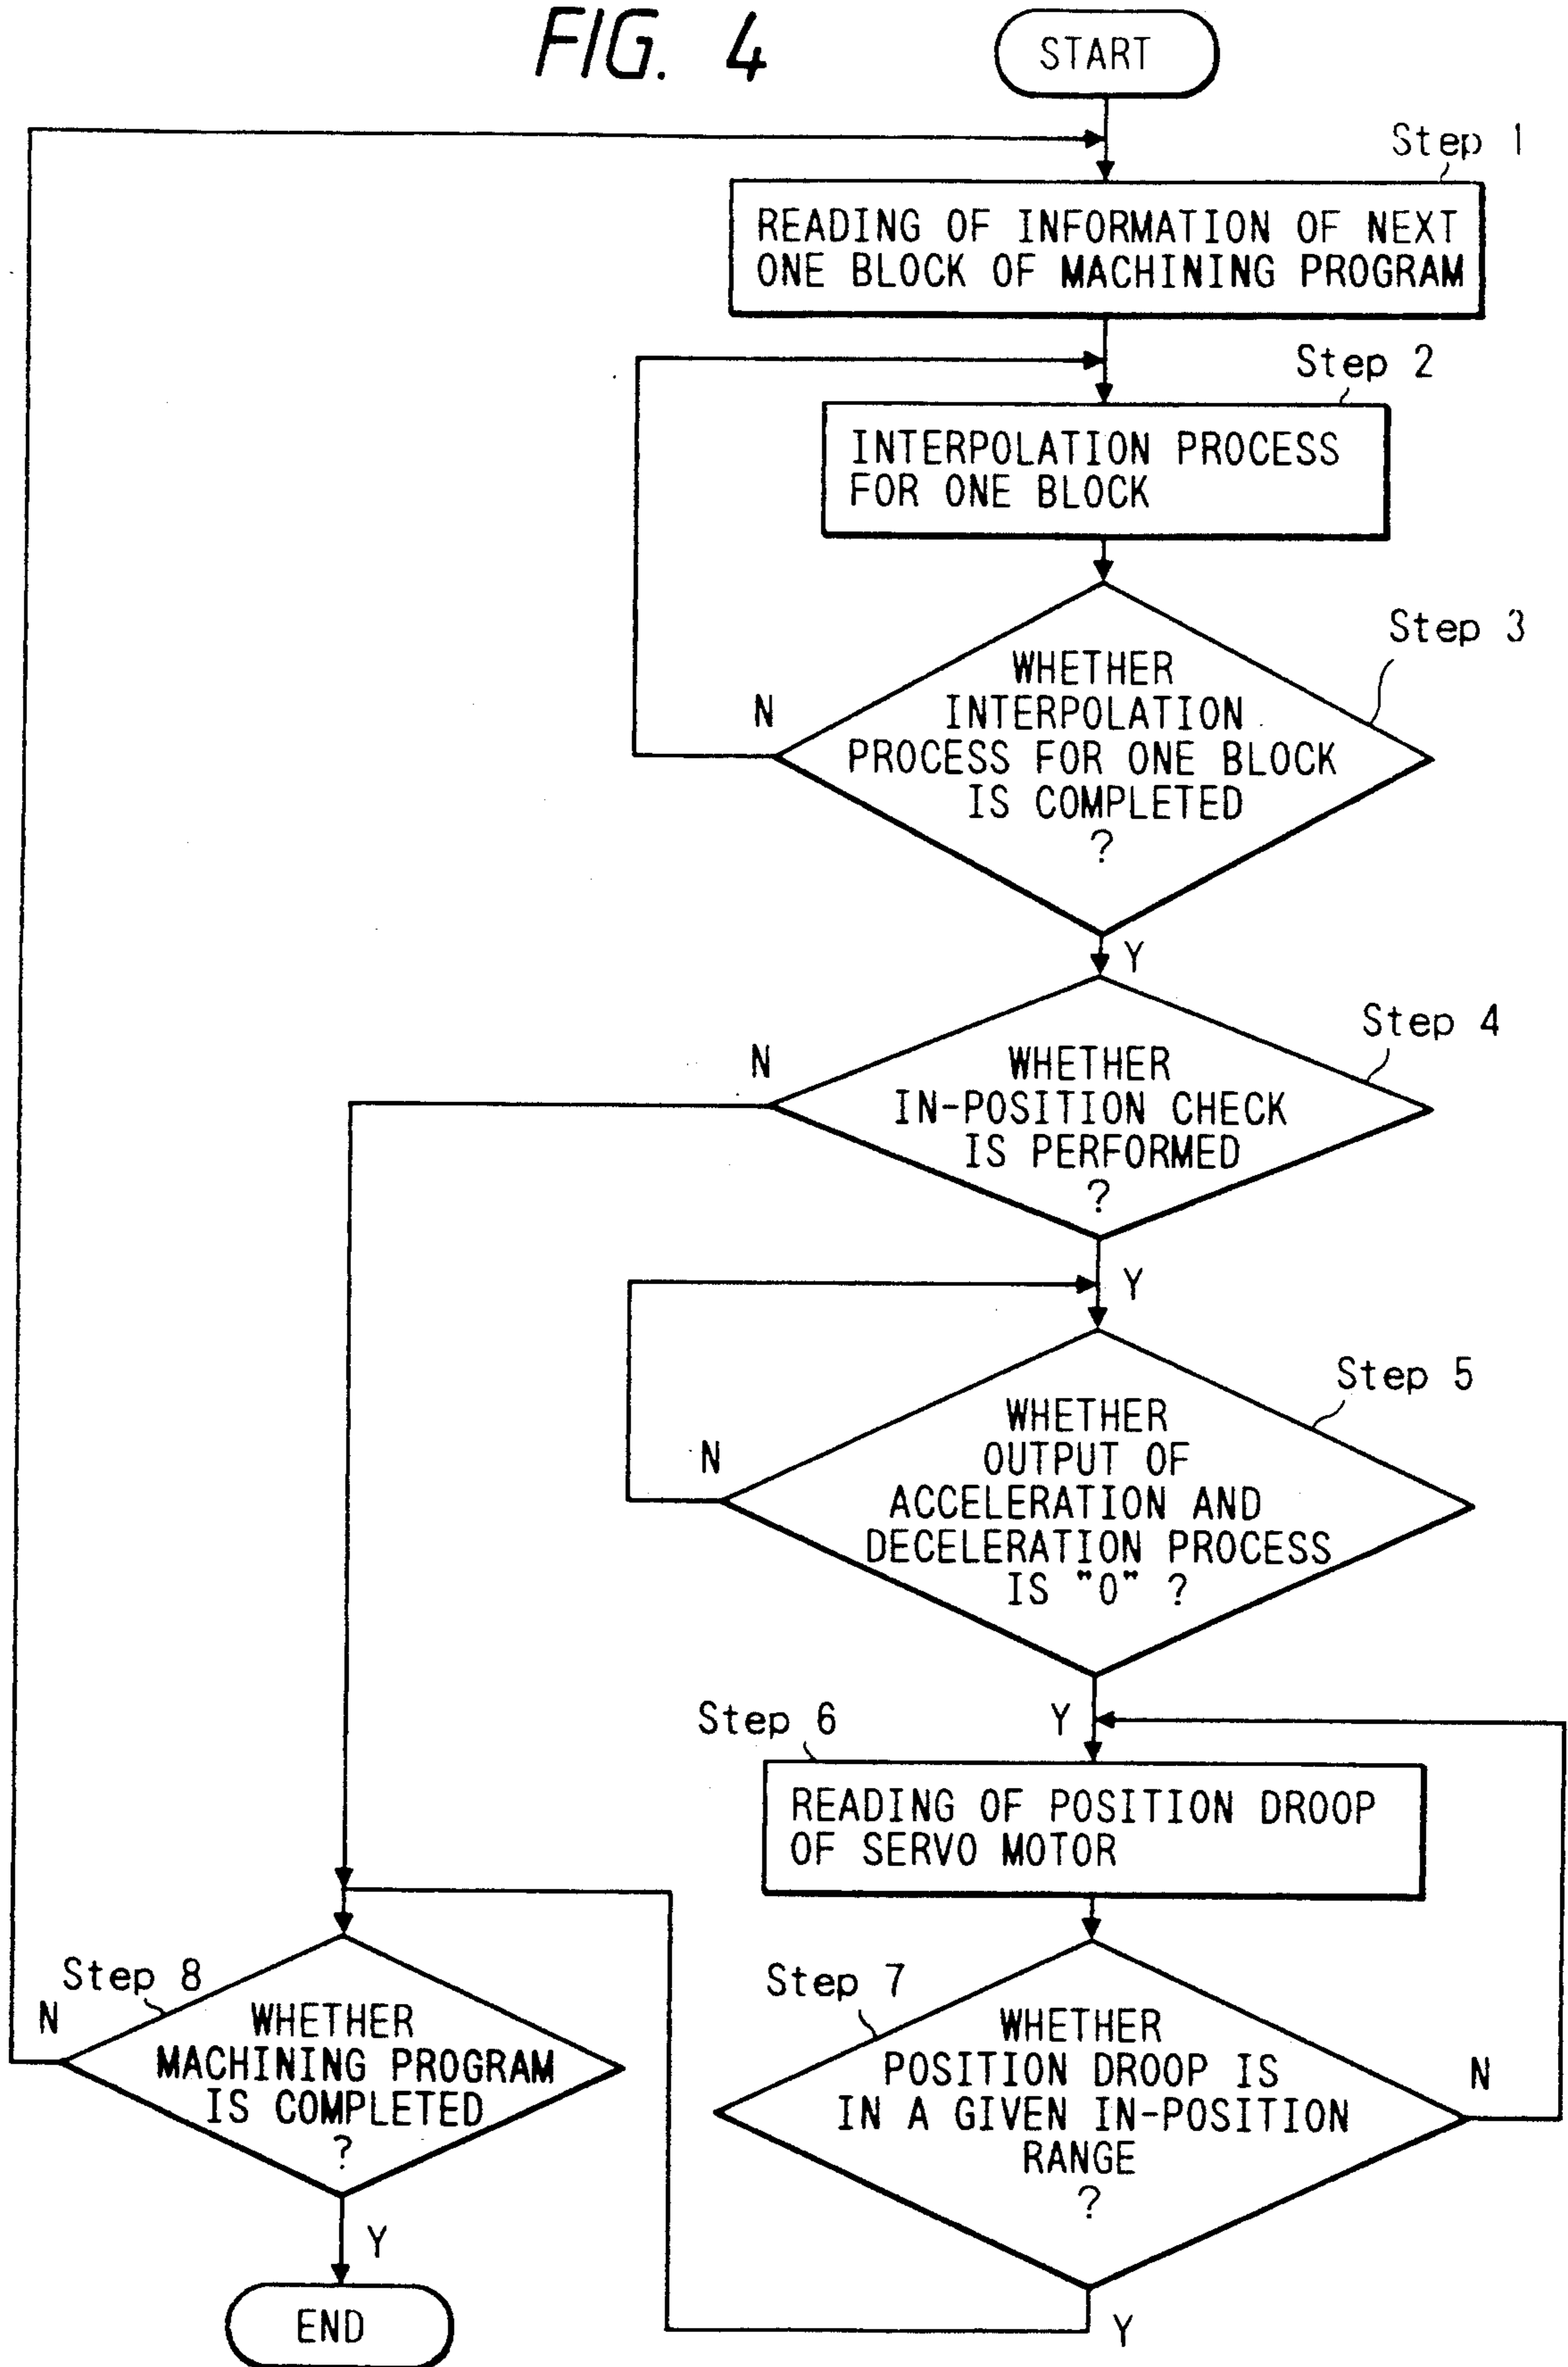 FIG. 4
START
Step 1
READING OF INFORMATION OF NEXT
ONE BLOCK OF MACHINING PROGRAM
Step 2
INTERPOLATION PROCESS
FOR ONE BLOCK
Step 3
WHETHER
INTERPOLATION
PROCESS FOR ONE BLOCK
IS COMPLETED
?
N
Y
Step 4
WHETHER
IN-POSITION CHECK
IS PERFORMED
?
N
Y
Step 5
WHETHER
OUTPUT OF
ACCELERATION AND
DECELERATION PROCESS
IS "0" ?
N
Y
Step 6
READING OF POSITION DROOP
OF SERVO MOTOR
Step 7
WHETHER
POSITION DROOP IS
IN A GIVEN IN-POSITION
RANGE
?
N
Y
Step 8
WHETHER
MACHINING PROGRAM
IS COMPLETED
?
N
Y
END